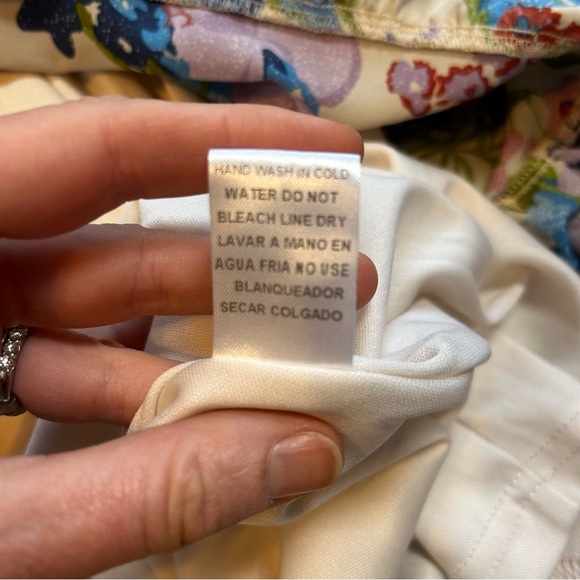 HAND WASH IN COLD
WATER DO NOT
BLEACH LINE DRY
LAVAR A MANO EN
AGUA FRIA NO USE
BLANQUEADOR
SECAR COLGADO